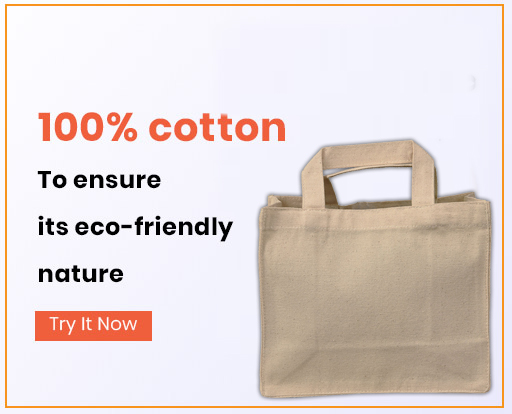 100% cotton
To ensure
its eco-friendly
nature
Try It Now